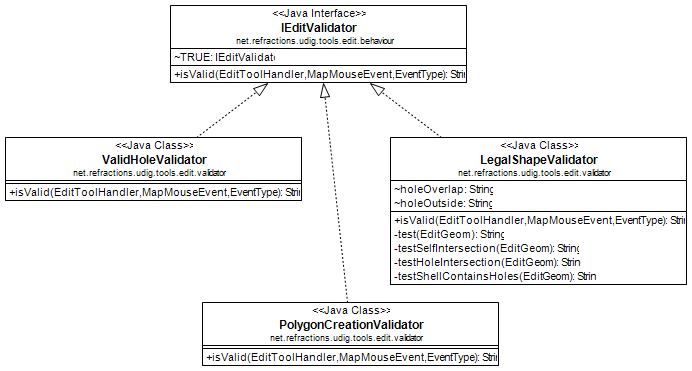 <<Java Interface>>
IEditValidator
net.refractions.udig.tools.edit.behaviour
~TRUE: IEditValidato
+isValid(EditToolHandler,MapMouseEvent,EventType): Strin
<<Java Class>>
ValidHoleValidator
net.refractions.udig.tools.edit.validator
+isValid(EditToolHandler,MapMouseEvent,EventType): Strin
<<Java Class>>
LegalShapeValidator
net.refractions.udig.tools.edit.validator
~holeOverlap: String
~holeOutside: String
+isValid(EditToolHandler,MapMouseEvent,EventType): Strin
-test(EditGeom): String
-testSelfIntersection(EditGeom): String
-testHoleIntersection(EditGeom): Strin
-testShellContainsHoles(EditGeom): Strin
<<Java Class>>
PolygonCreationValidator
net.refractions.udig.tools.edit.validator
+isValid(EditToolHandler,MapMouseEvent,EventType): Strin